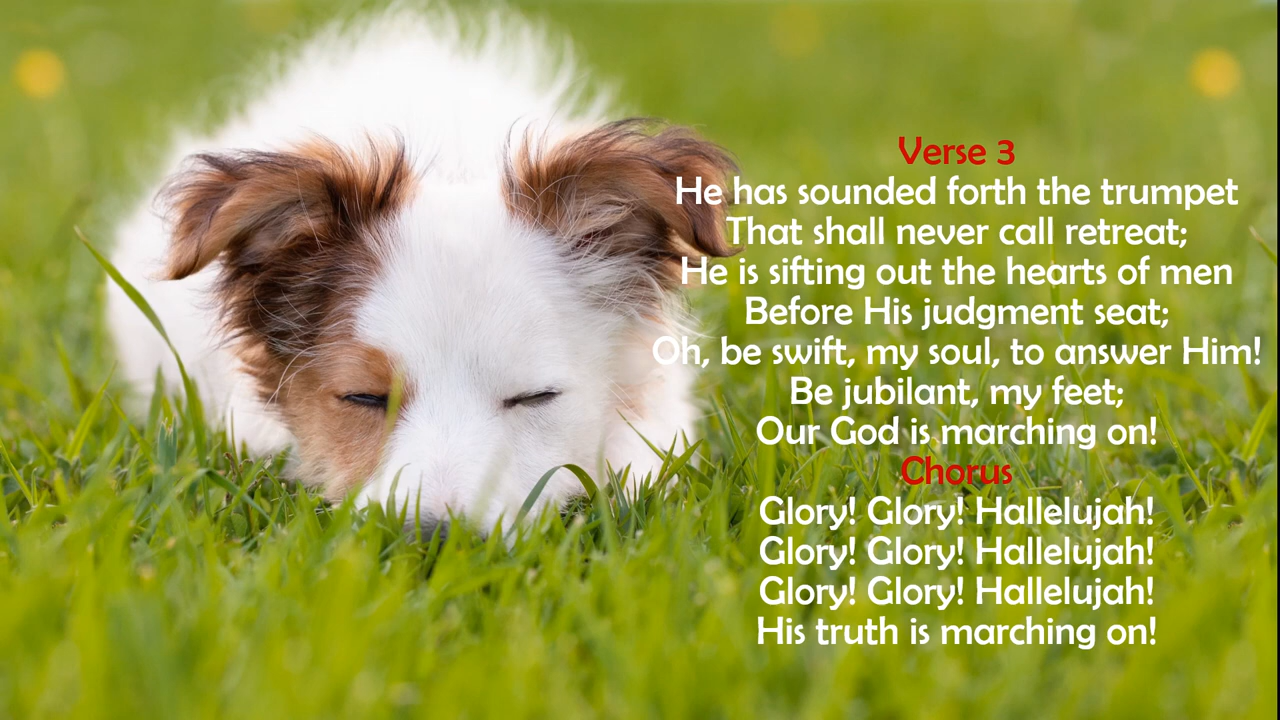 Verse 3
He has sounded forth the trumpet
That shall never call retreat;
He is sifting out the hearts of men
Before His judgment seat;
Oh, be swift, my soul, to answer Him!
Be jubilant, my feet;
Our God is marching on!
Chorus
Glory! Glory! Hallelujah!
Glory! Glory! Hallelujah!
Glory! Glory! Hallelujah!
His truth is marching on!